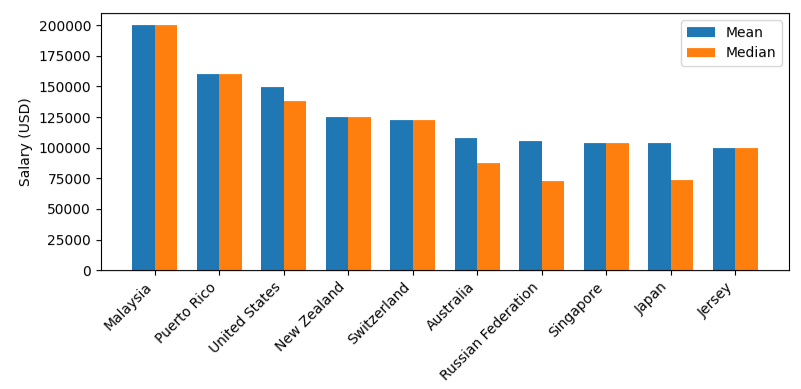 200000
175000
150000
125000
100000
75000
50000
25000
0
Salary (USD)
Mean
Median
Malaysia
Puerto Rico
United States
New Zealand
Switzerland
Australia
Russian Federation
Singapore
Japan
Jersey